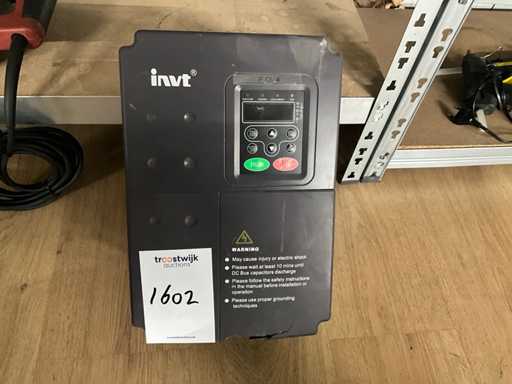 invt®
RUN
WARNING
May cause injury or electric shock
Please wait at least 10 mins until
DC Bus capacitors discharge
Please follow the safety instructions
in the manual before installation or
operation
Please use proper grounding
techniques
troostwijk
auctions
1602